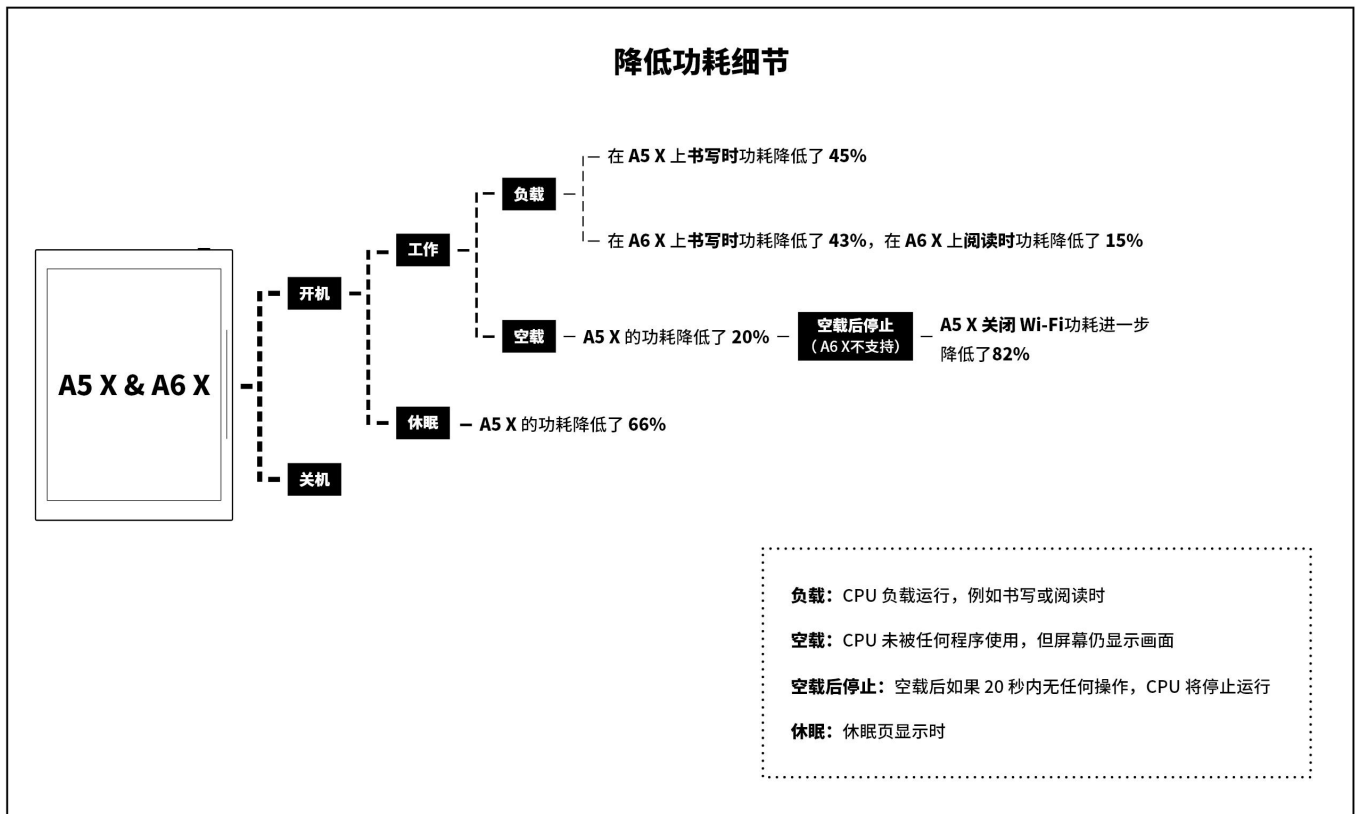 降低功耗细节
在 A5 X 上书写时功耗降低了 45%
负载
在 A6 X 上书写时功耗降低了 43%，在 A6 X 上阅读时功耗降低了 15%
工作
开机
空载
A5 X 的功耗降低了 20%
空载后停止
（A6 X不支持）
A5 X 关闭 Wi-Fi功耗进一步
降低了82%
A5 X & A6 X
休眠
A5 X 的功耗降低了 66%
关机
负载：CPU 负载运行，例如书写或阅读时
空载：CPU 未被任何程序使用，但屏幕仍显示画面
空载后停止：空载后如果 20 秒内无任何操作，CPU 将停止运行
休眠：休眠页显示时